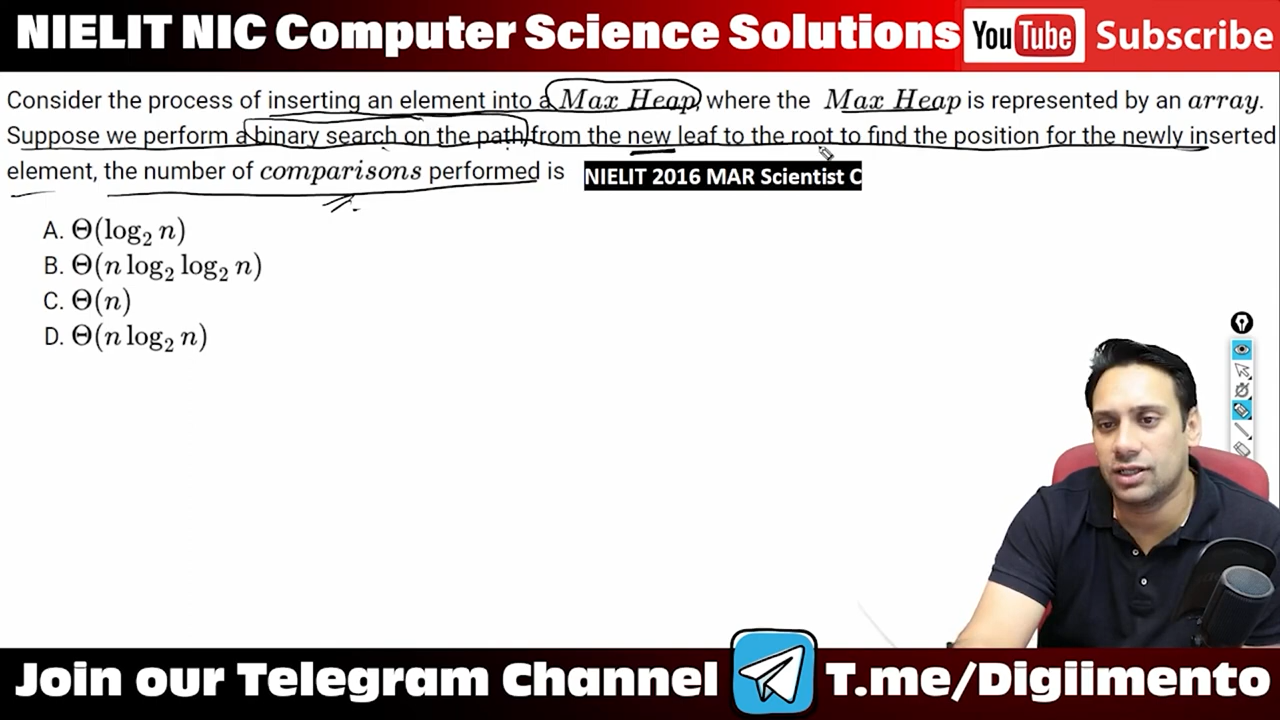 NIELIT NIC Computer Science Solutions YouTube Subscribe
Consider the process of inserting an element into a Max Heap, where the Max Heap is represented by an array.
Suppose we perform a binary search on the path from the new leaf to the root to find the position for the newly inserted
element, the number of comparisons performed is NIELIT 2016 MAR Scientist C
A. Θ(log₂ n)
B. Θ(n log₂ log₂ n)
C. Θ(n)
D. Θ(n log₂ n)
Join our Telegram Channel T.me/Digiimento